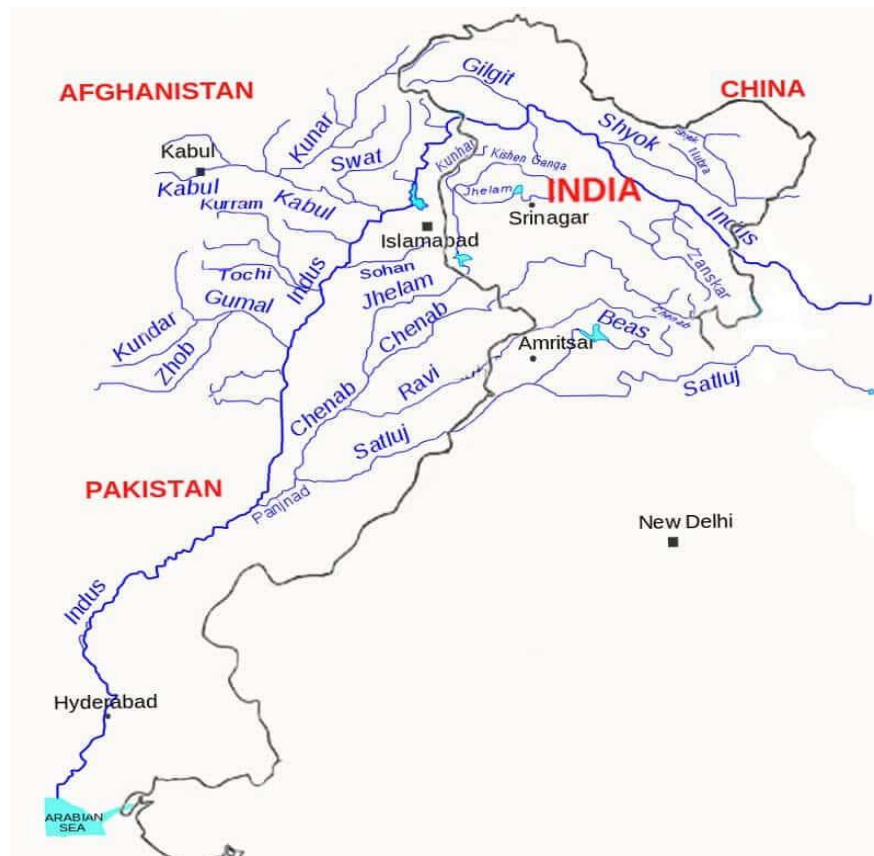 Gilgit
AFGHANISTAN
CHINA
Kunar
Shyok
Shyok
Nubra
Kabul
Swat
Kunhar
Kishen Ganga
Kabul
Kurram
Kabul
Jhelam
INDIA
Srinagar
Indus
Islamabad
Zanskar
Tochi
Indus
Sohan
Gumal
Jhelam
Kundar
Chenab
Chenab
Beas
Zhob
Amritsar
Ravi
Satluj
Chenab
Satluj
PAKISTAN
Panjnad
New Delhi
Indus
Hyderabad
ARABIAN
SEA